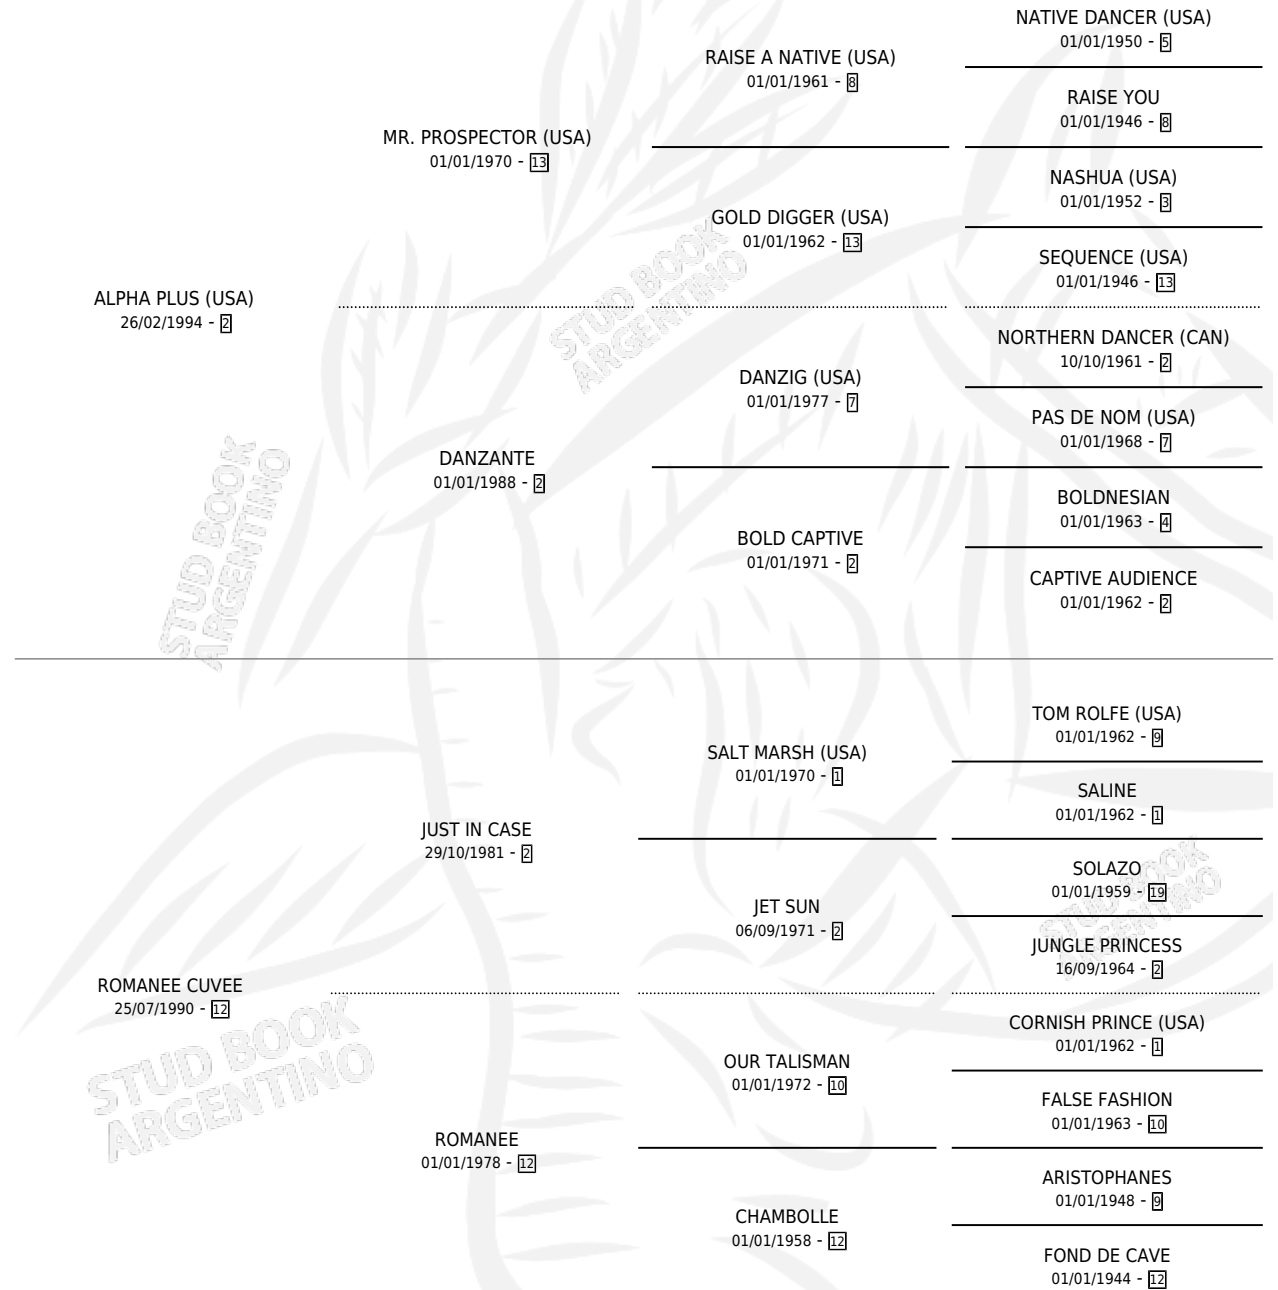 NATIVE DANCER (USA)
01/01/1950 - 5
RAISE A NATIVE (USA)
01/01/1961 - 8
RAISE YOU
01/01/1946 - 8
MR. PROSPECTOR (USA)
01/01/1970 - 13
NASHUA (USA)
01/01/1952 - 3
GOLD DIGGER (USA)
01/01/1962 - 13
SEQUENCE (USA)
01/01/1946 - 13
ALPHA PLUS (USA)
26/02/1994 - 2
STUD BOOK
ARGENTINO
NORTHERN DANCER (CAN)
10/10/1961 - 2
DANZIG (USA)
01/01/1977 - 7
PAS DE NOM (USA)
01/01/1968 - 7
DANZANTE
01/01/1988 - 2
BOLDNESIAN
01/01/1963 - 4
BOLD CAPTIVE
01/01/1971 - 2
CAPTIVE AUDIENCE
01/01/1962 - 2
STUD BOOK
ARGENTINO
TOM ROLFE (USA)
01/01/1962 - 9
SALT MARSH (USA)
01/01/1970 - 1
SALINE
01/01/1962 - 1
JUST IN CASE
29/10/1981 - 2
SOLAZO
01/01/1959 - 19
JET SUN
06/09/1971 - 2
JUNGLE PRINCESS
16/09/1964 - 2
STUD BOOK
ARGENTINO
ROMANEE CUVEE
25/07/1990 - 12
CORNISH PRINCE (USA)
01/01/1962 - 1
OUR TALISMAN
01/01/1972 - 10
FALSE FASHION
01/01/1963 - 10
STUD BOOK
ARGENTINO
ROMANEE
01/01/1978 - 12
ARISTOPHANES
01/01/1948 - 9
CHAMBOLLE
01/01/1958 - 12
FOND DE CAVE
01/01/1944 - 12